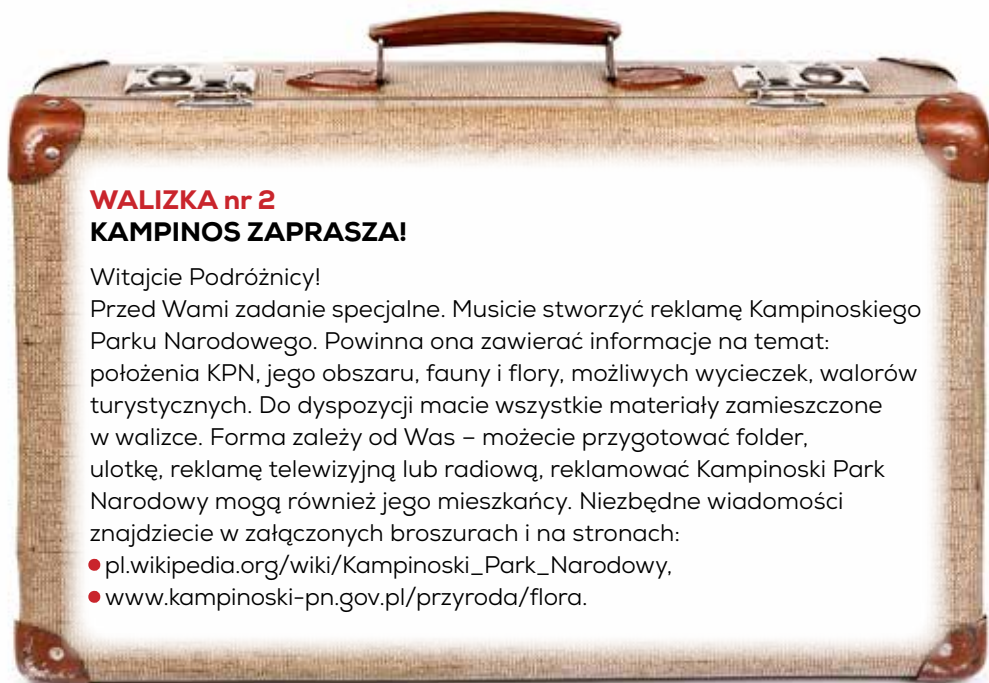 WALIZKA nr 2
KAMPINOS ZAPRASZA!
Witajcie Podróżnicy!
Przed Wami zadanie specjalne. Musicie stworzyć reklamę Kampinoskiego
Parku Narodowego. Powinna ona zawierać informacje na temat:
położenia KPN, jego obszaru, fauny i flory, możliwych wycieczek, walorów
turystycznych. Do dyspozycji macie wszystkie materiały zamieszczone
w walizce. Forma zależy od Was – możecie przygotować folder,
ulotkę, reklamę telewizyjną lub radiową, reklamować Kampinoski Park
Narodowy mogą również jego mieszkańcy. Niezbędne wiadomości
znajdziecie w załączonych broszurach i na stronach:
● pl.wikipedia.org/wiki/Kampinoski_Park_Narodowy,
● www.kampinoski-pn.gov.pl/przyroda/flora.